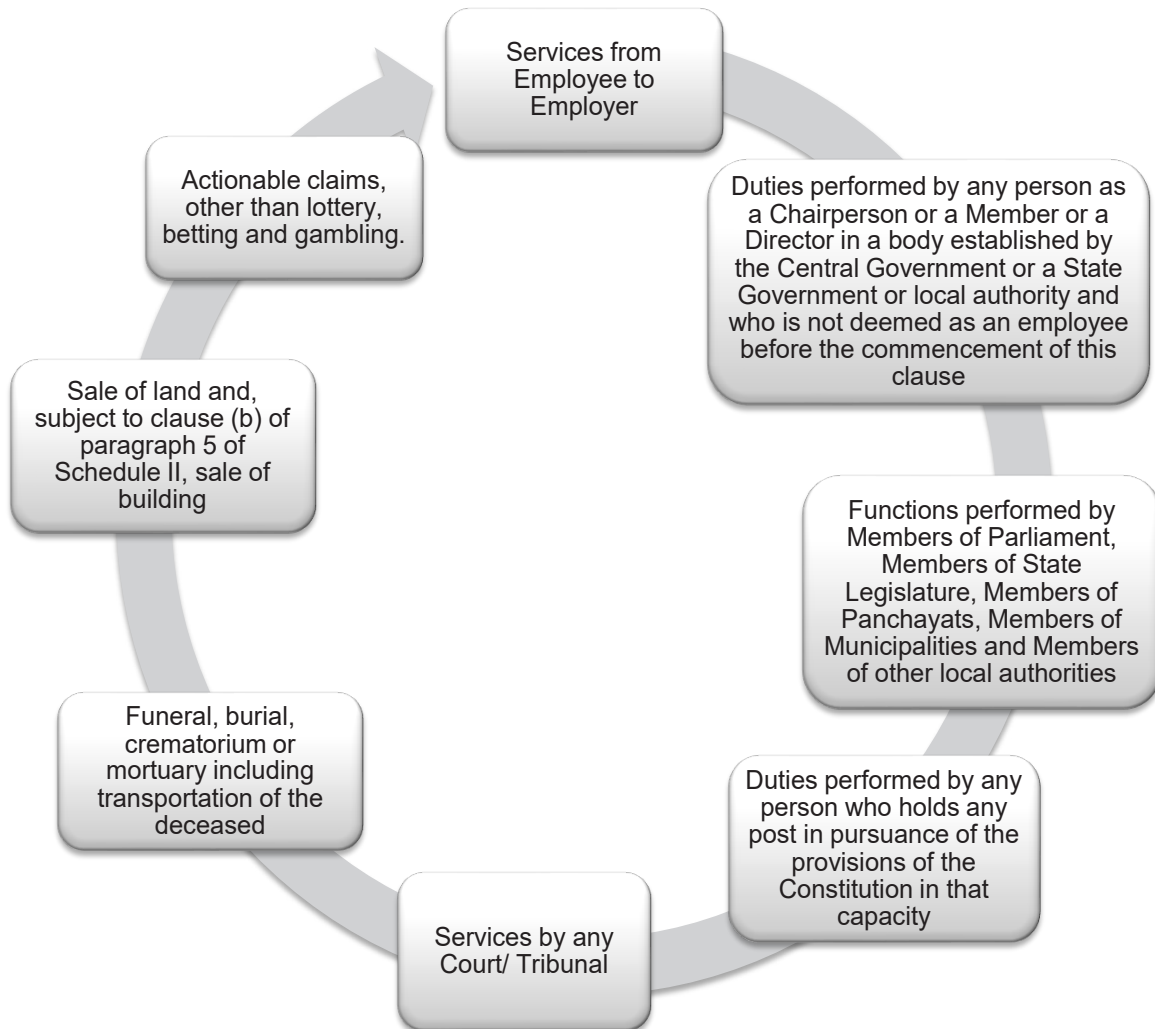 Services from
Employee to
Employer
Duties performed by any person as
a Chairperson or a Member or a
Director in a body established by
the Central Government or a State
Government or local authority and
who is not deemed as an employee
before the commencement of this
clause
Functions performed by
Members of Parliament,
Members of State
Legislature, Members of
Panchayats, Members of
Municipalities and Members
of other local authorities
Duties performed by any
person who holds any
post in pursuance of the
provisions of the
Constitution in that
capacity
Services by any
Court/ Tribunal
Funeral, burial,
crematorium or
mortuary including
transportation of the
deceased
Sale of land and,
subject to clause (b) of
paragraph 5 of
Schedule II, sale of
building
Actionable claims,
other than lottery,
betting and gambling.